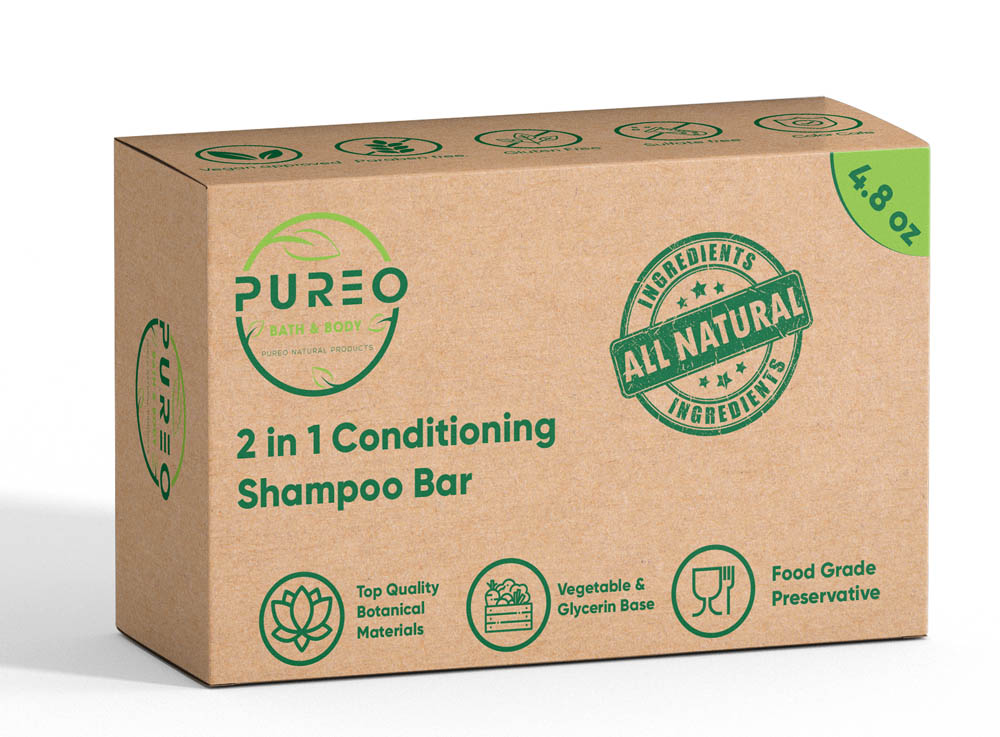 Vegan approved
Paraben free
Gluten Free
Sulfate free
Color Safe
4.8 oz
PUREO
BATH & BODY
PUREO NATURAL PRODUCTS
INGREDIENTS
ALL NATURAL
INGREDIENTS
2 in 1 Conditioning
Shampoo Bar
Top Quality
Botanical
Materials
Vegetable &
Glycerin Base
Food Grade
Preservative
PUREO